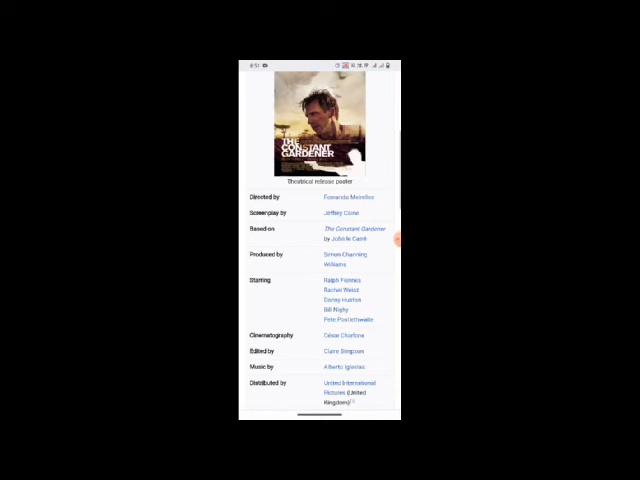 8:51
THE
CONSTANT
GARDENER
Theatrical release poster
Directed by Fernando Meirelles
Screenplay by Jeffrey Caine
Based on The Constant Gardener
by John le Carré
Produced by Simon Channing
Williams
Starring Ralph Fiennes
Rachel Weisz
Danny Huston
Bill Nighy
Pete Postlethwaite
Cinematography César Charlone
Edited by Claire Simpson
Music by Alberto Iglesias
Distributed by United International
Pictures (United
Kingdom)